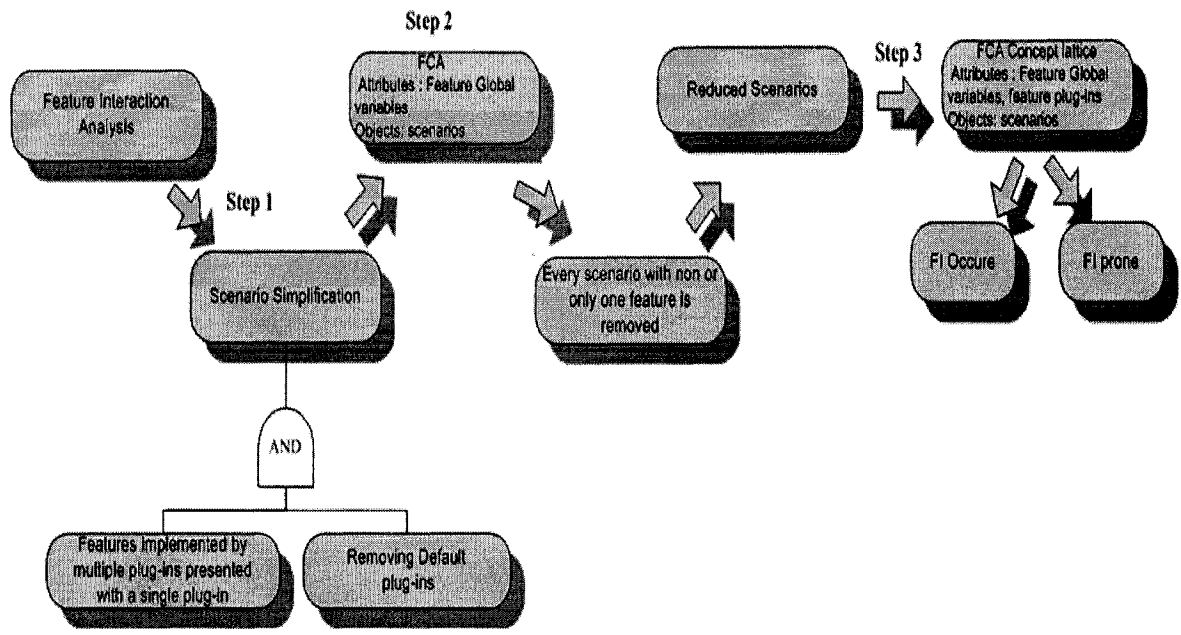 Step 2
Step 3
Step 1
Feature Interaction
Analysis
FCA
Attributes : Feature Global
variables
Objects: scenarios
Reduced Scenarios
FCA Concept lattice
Attributes : Feature Global
variables, feature plug-ins
Objects: scenarios
Scenario Simplification
Every scenario with non or
only one feature is
removed
FI Occure
FI prone
AND
Features Implemented by
multiple plug-ins presented
with a single plug-in
Removing Default
plug-ins